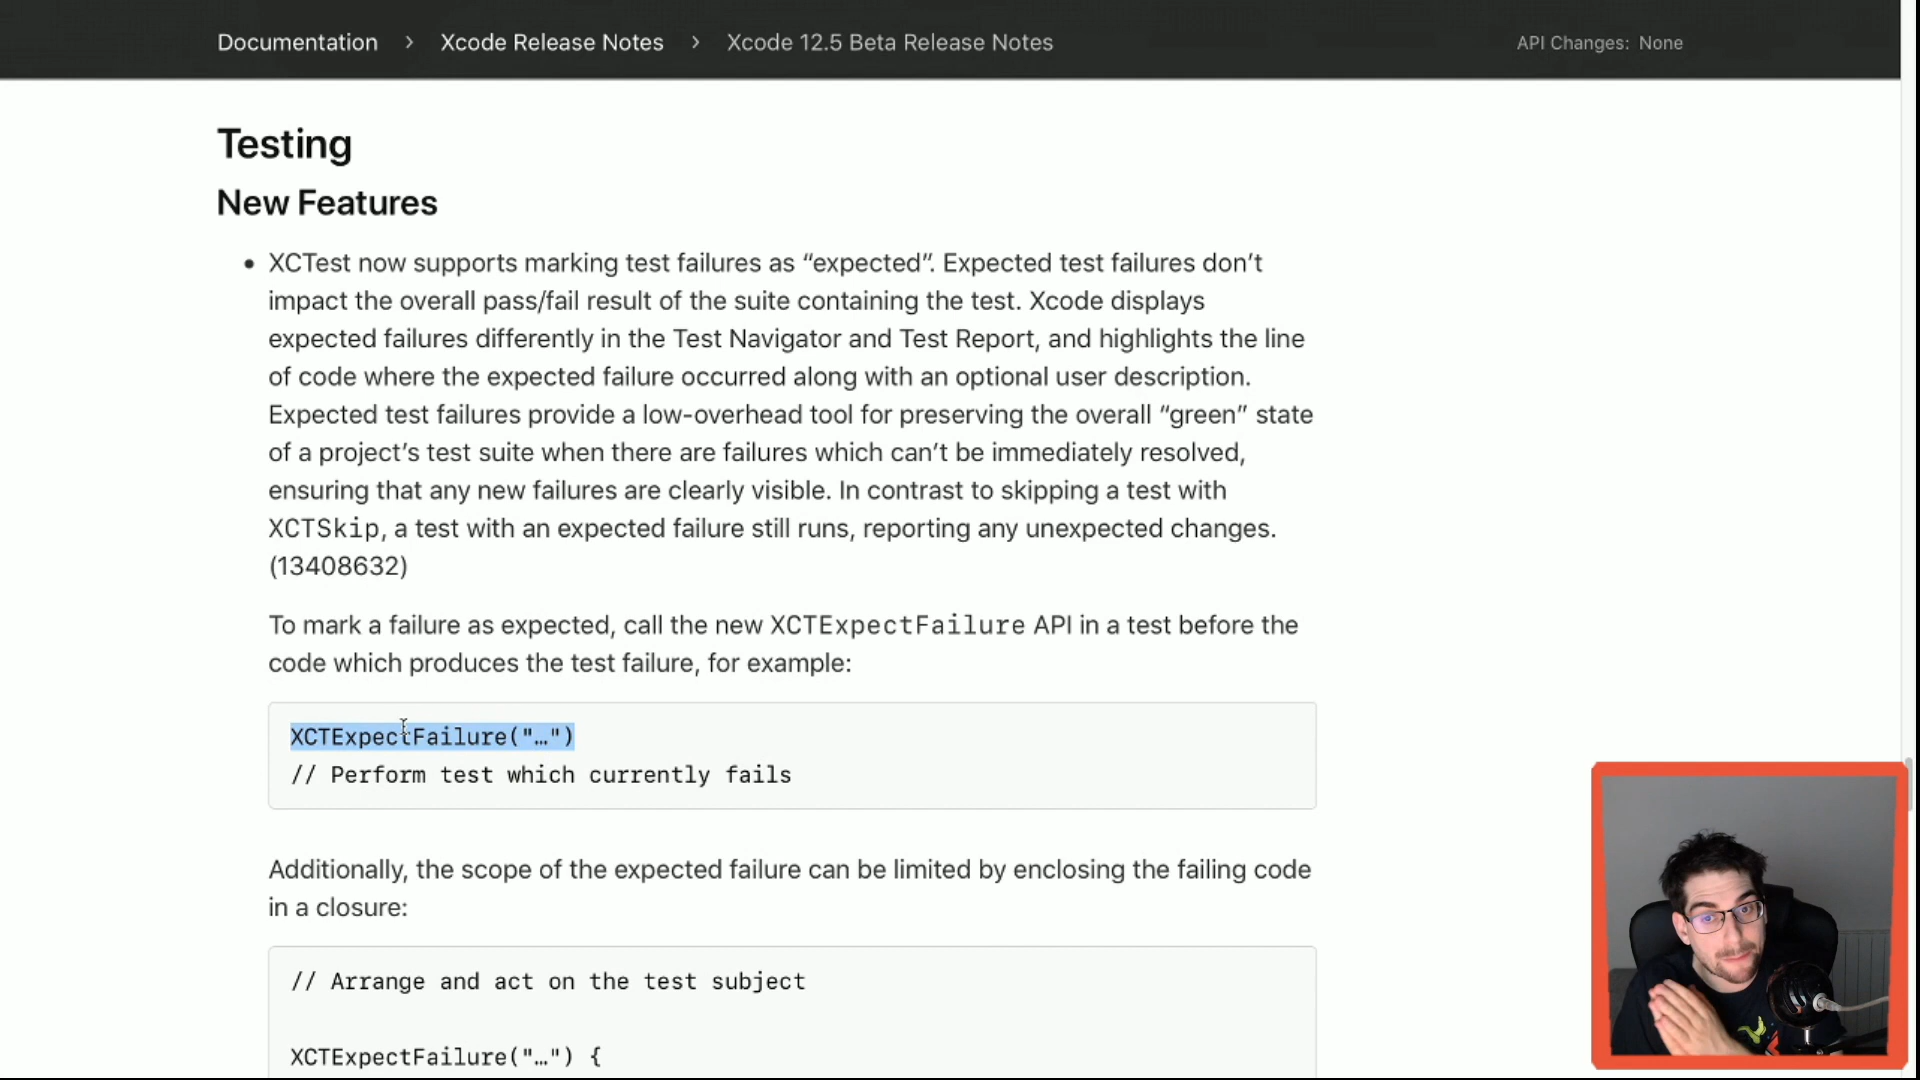 Documentation > Xcode Release Notes > Xcode 12.5 Beta Release Notes API Changes: None
Testing
New Features
• XCTest now supports marking test failures as “expected”. Expected test failures don’t
impact the overall pass/fail result of the suite containing the test. Xcode displays
expected failures differently in the Test Navigator and Test Report, and highlights the line
of code where the expected failure occurred along with an optional user description.
Expected test failures provide a low-overhead tool for preserving the overall “green” state
of a project’s test suite when there are failures which can’t be immediately resolved,
ensuring that any new failures are clearly visible. In contrast to skipping a test with
XCTSkip, a test with an expected failure still runs, reporting any unexpected changes.
(13408632)
To mark a failure as expected, call the new XCTExpectFailure API in a test before the
code which produces the test failure, for example:
XCTExpectFailure("…")
// Perform test which currently fails
Additionally, the scope of the expected failure can be limited by enclosing the failing code
in a closure:
// Arrange and act on the test subject
XCTExpectFailure("…") {